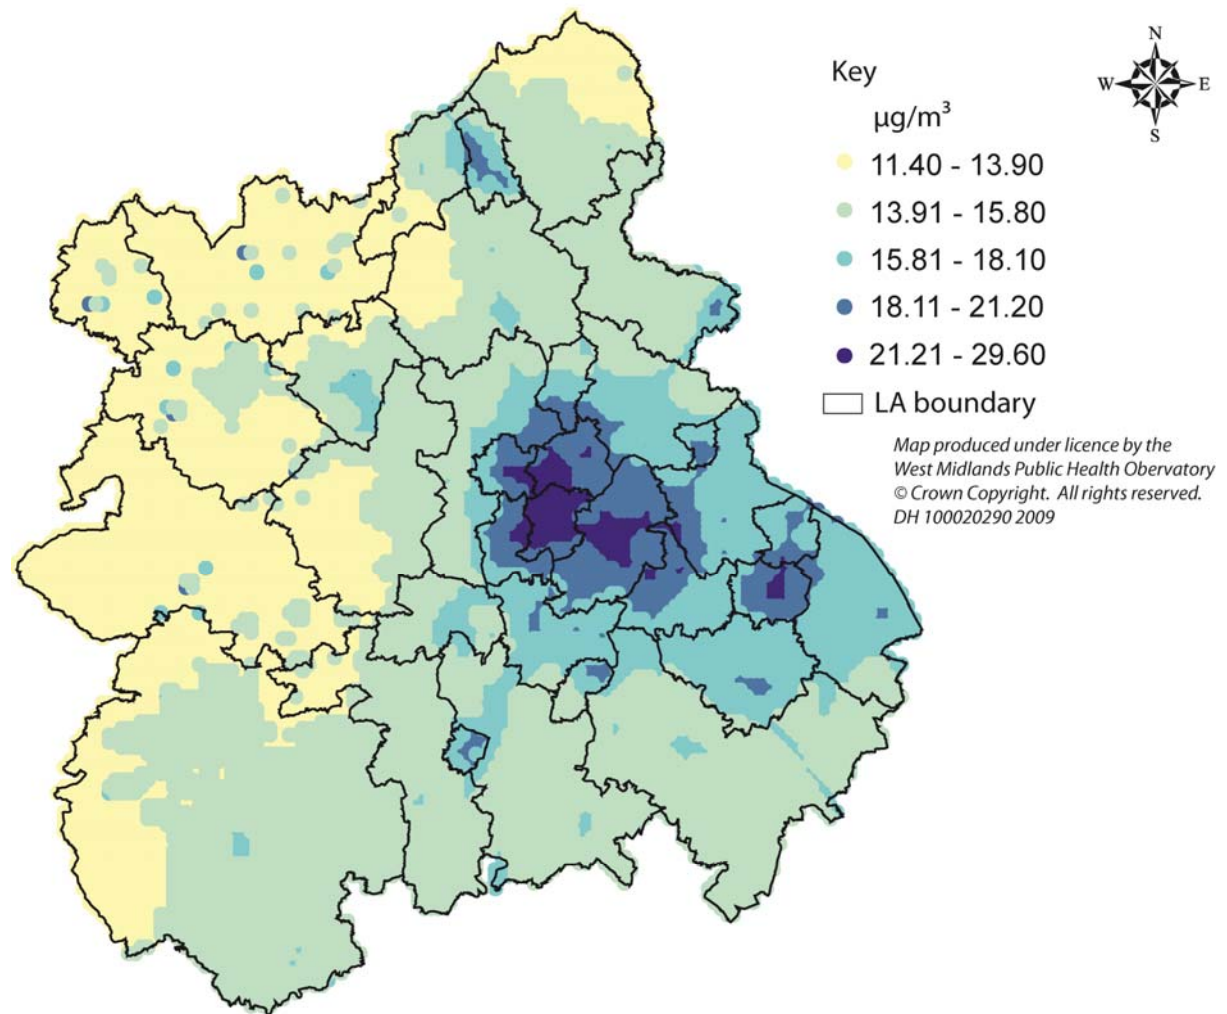 N
W E
S
Key
µg/m³
11.40 - 13.90
13.91 - 15.80
15.81 - 18.10
18.11 - 21.20
21.21 - 29.60
LA boundary
Map produced under licence by the
West Midlands Public Health Obervatory
© Crown Copyright. All rights reserved.
DH 100020290 2009